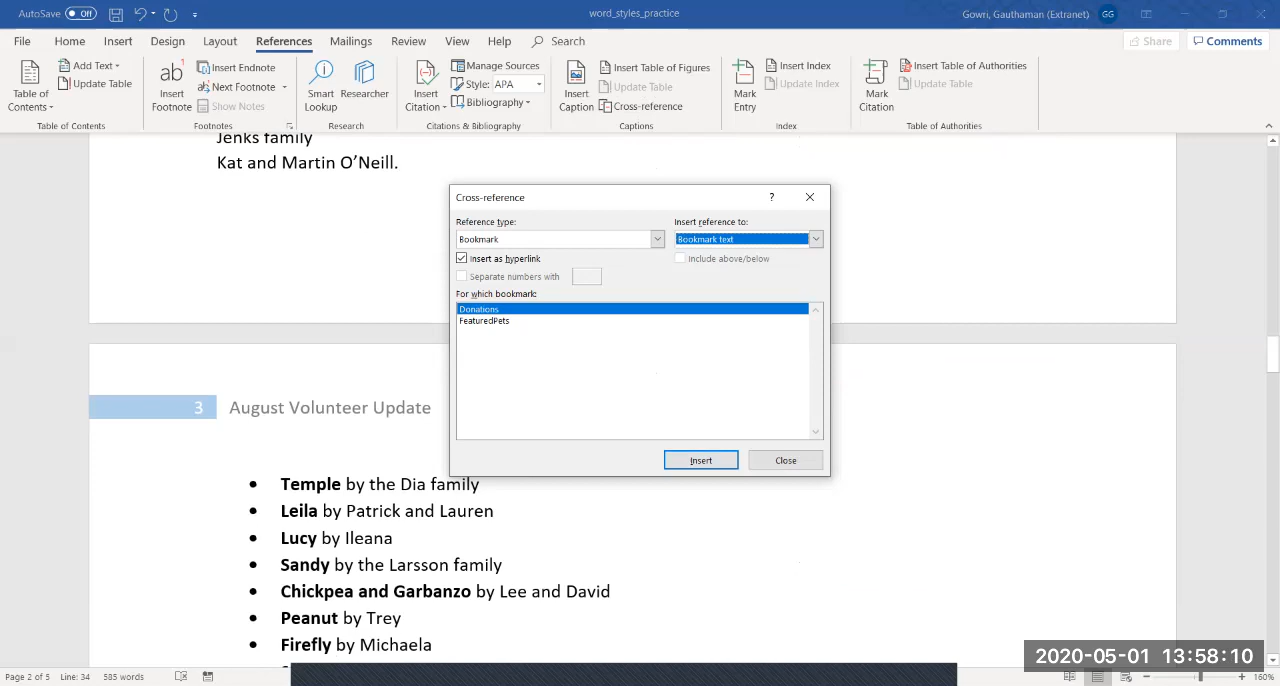 AutoSave Off
word_styles_practice
Gowri, Gauthaman (Extranet) GG
File Home Insert Design Layout References Mailings Review View Help Search
Share Comments
Table of Contents
Add Text
Update Table
Table of Contents
ab
Insert Footnote
Insert Endnote
Next Footnote
Show Notes
Footnotes
Smart Lookup
Researcher
Research
Insert Citation
Manage Sources
Style: APA
Bibliography
Citations & Bibliography
Insert Caption
Insert Table of Figures
Update Table
Cross-reference
Captions
Mark Entry
Insert Index
Update Index
Index
Mark Citation
Insert Table of Authorities
Update Table
Table of Authorities
Jenks family
Kat and Martin O’Neill.
Cross-reference ?
Reference type: Insert reference to:
Bookmark Bookmark text
Insert as hyperlink Include above/below
Separate numbers with
For which bookmark:
Donations
FeaturedPets
Insert Close
3 August Volunteer Update
• Temple by the Dia family
• Leila by Patrick and Lauren
• Lucy by Ileana
• Sandy by the Larsson family
• Chickpea and Garbanzo by Lee and David
• Peanut by Trey
• Firefly by Michaela
2020-05-01 13:58:10
Page 2 of 5 Line: 34 585 words 160%